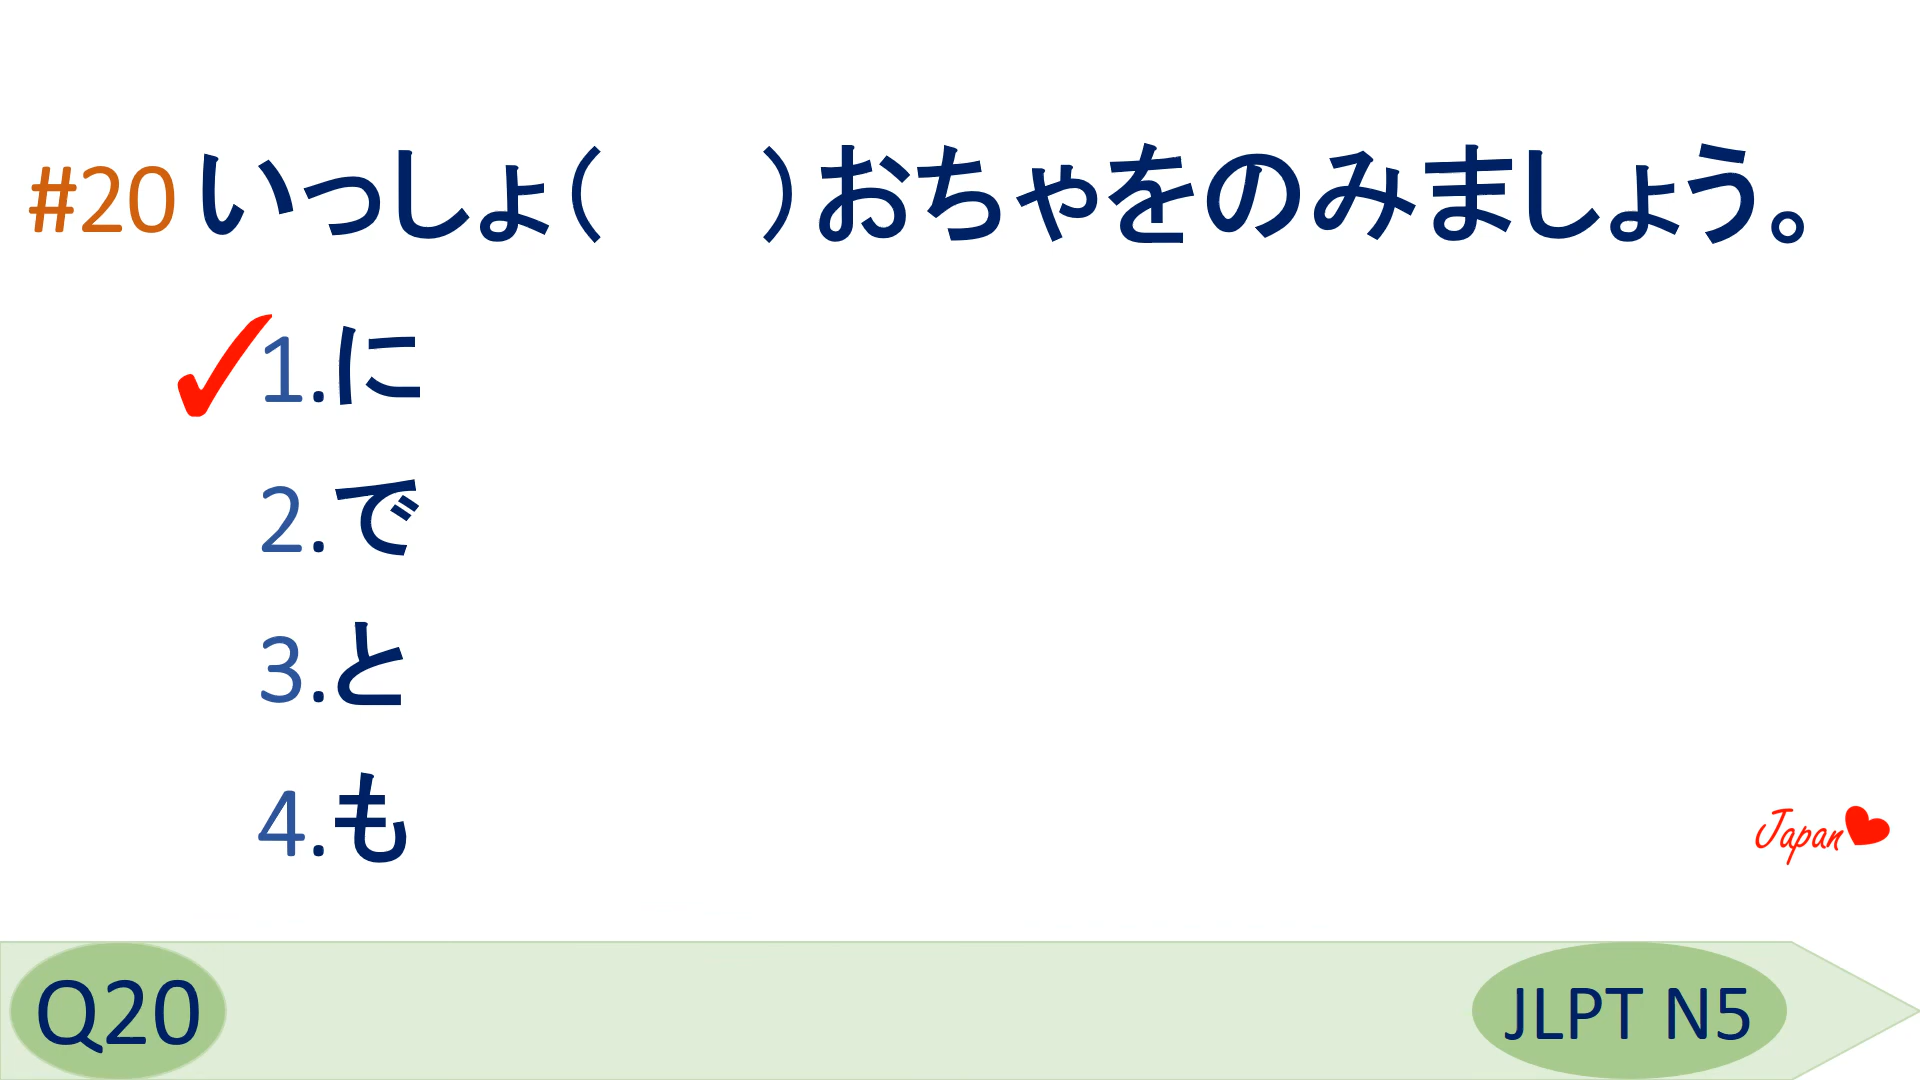 #20 いっしょ(　　)おちゃをのみましょう。
✓1.に
2.で
3.と
4.も
Japan
Q20
JLPT N5